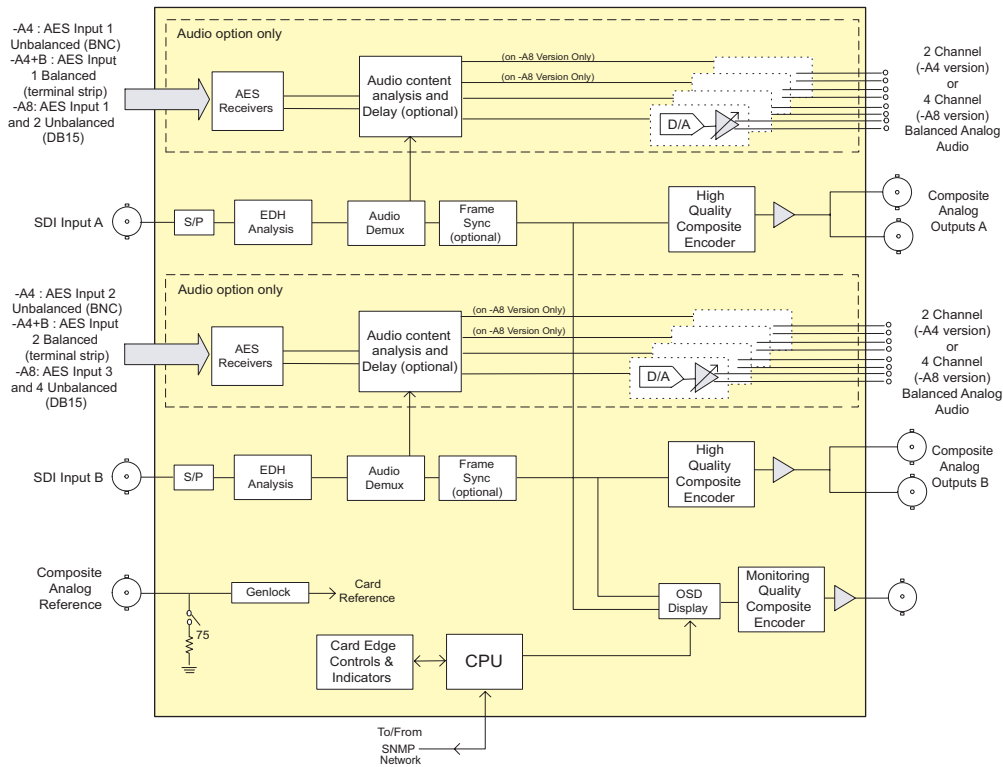 -A4 : AES Input 1
Unbalanced (BNC)
-A4+B : AES Input
1 Balanced
(terminal strip)
-A8: AES Input 1
and 2 Unbalanced
(DB15)
Audio option only
AES
Receivers
Audio content
analysis and
Delay (optional)
(on -A8 Version Only)
(on -A8 Version Only)
D/A
2 Channel
(-A4 version)
or
4 Channel
(-A8 version)
Balanced Analog
Audio
SDI Input A
S/P
EDH
Analysis
Audio
Demux
Frame
Sync
(optional)
High
Quality
Composite
Encoder
Composite
Analog
Outputs A
-A4 : AES Input 2
Unbalanced (BNC)
-A4+B : AES Input
2 Balanced
(terminal strip)
-A8: AES Input 3
and 4 Unbalanced
(DB15)
Audio option only
AES
Receivers
Audio content
analysis and
Delay (optional)
(on -A8 Version Only)
(on -A8 Version Only)
D/A
2 Channel
(-A4 version)
or
4 Channel
(-A8 version)
Balanced Analog
Audio
SDI Input B
S/P
EDH
Analysis
Audio
Demux
Frame
Sync
(optional)
High
Quality
Composite
Encoder
Composite
Analog
Outputs B
Composite
Analog
Reference
Genlock
Card
Reference
75
OSD
Display
Monitoring
Quality
Composite
Encoder
Card Edge
Controls &
Indicators
CPU
To/From
SNMP
Network